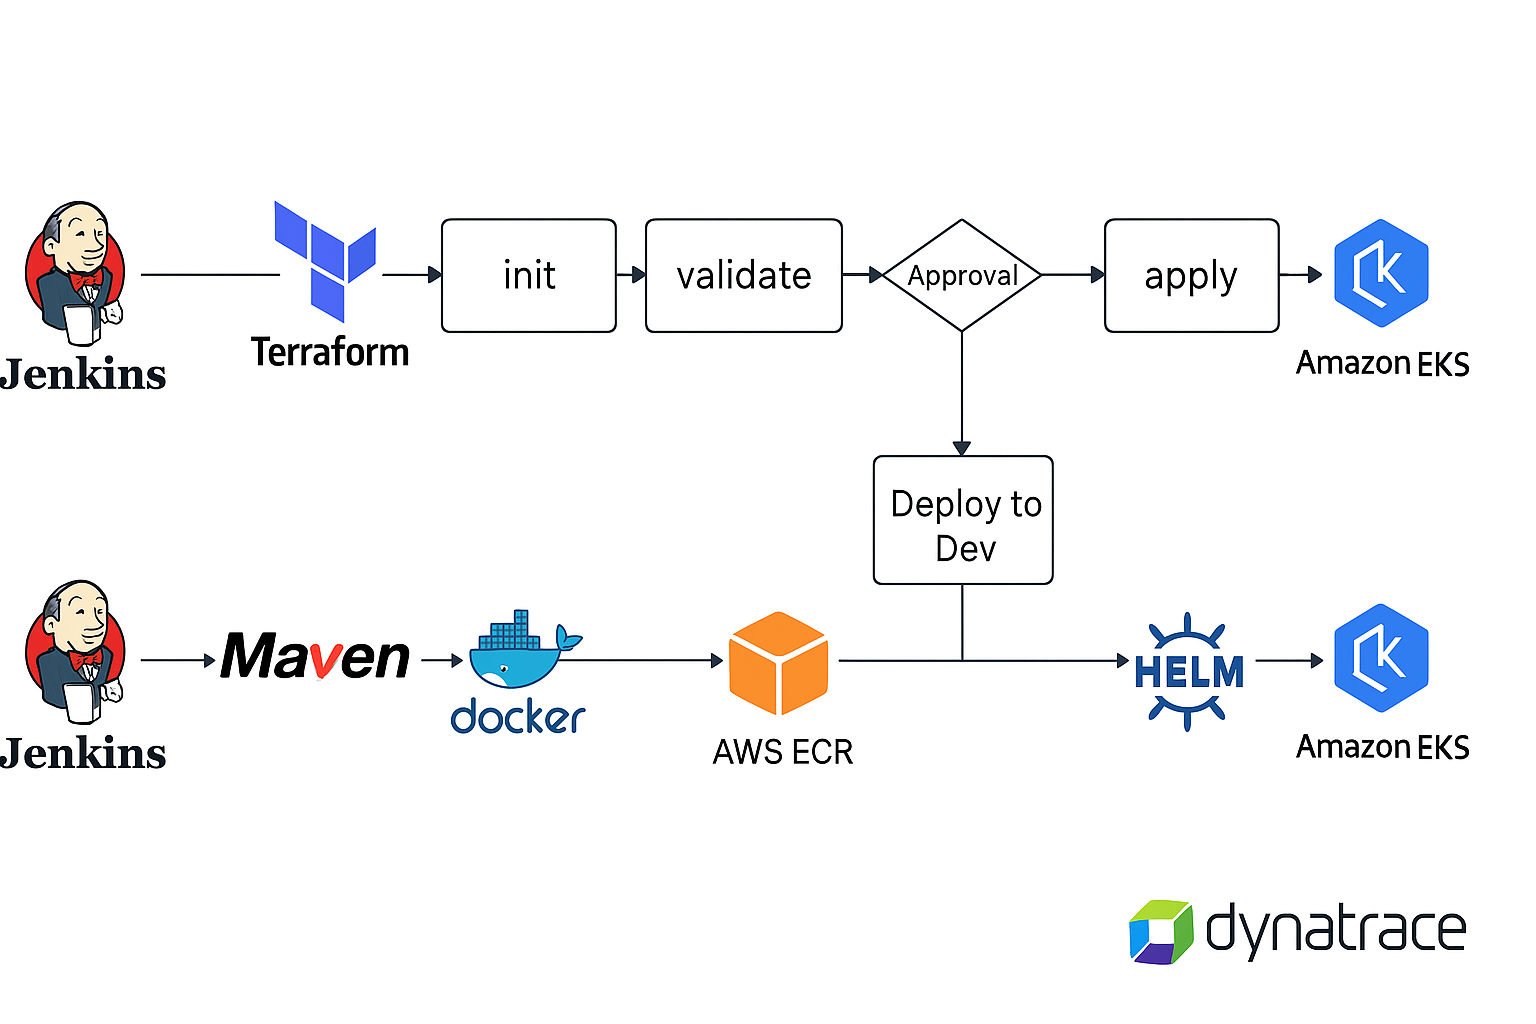 Jenkins
Terraform
init
validate
Approval
apply
K
Amazon EKS
Deploy to
Dev
Jenkins
Maven
docker
AWS ECR
HELM
K
Amazon EKS
dynatrace